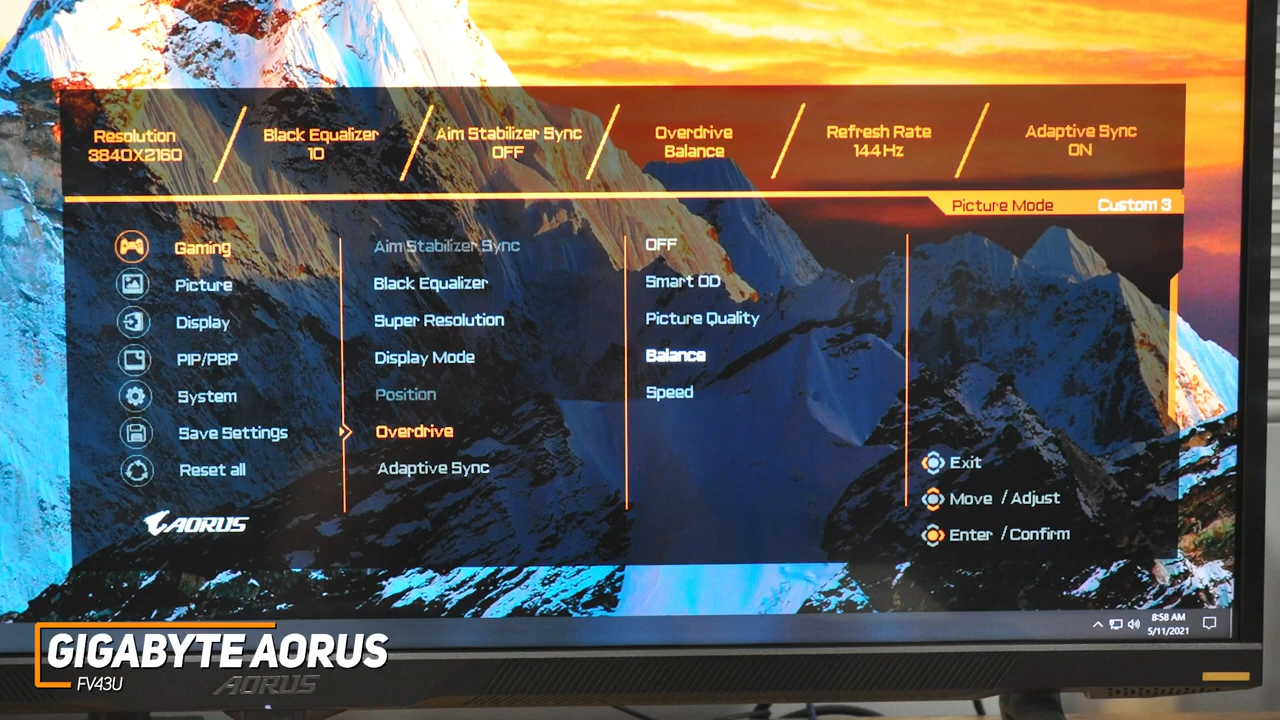 Resolution
3840X2160
Black Equalizer
10
Aim Stabilizer Sync
OFF
Overdrive
Balance
Refresh Rate
144Hz
Adaptive Sync
ON
Picture Mode Custom 3
Gaming
Picture
Display
PIP/PBP
System
Save Settings
Reset all
AORUS
Aim Stabilizer Sync
Black Equalizer
Super Resolution
Display Mode
Position
Overdrive
Adaptive Sync
OFF
Smart OD
Picture Quality
Balance
Speed
Exit
Move / Adjust
Enter / Confirm
8:58 AM
5/11/2021
GIGABYTE AORUS
FV43U
AORUS